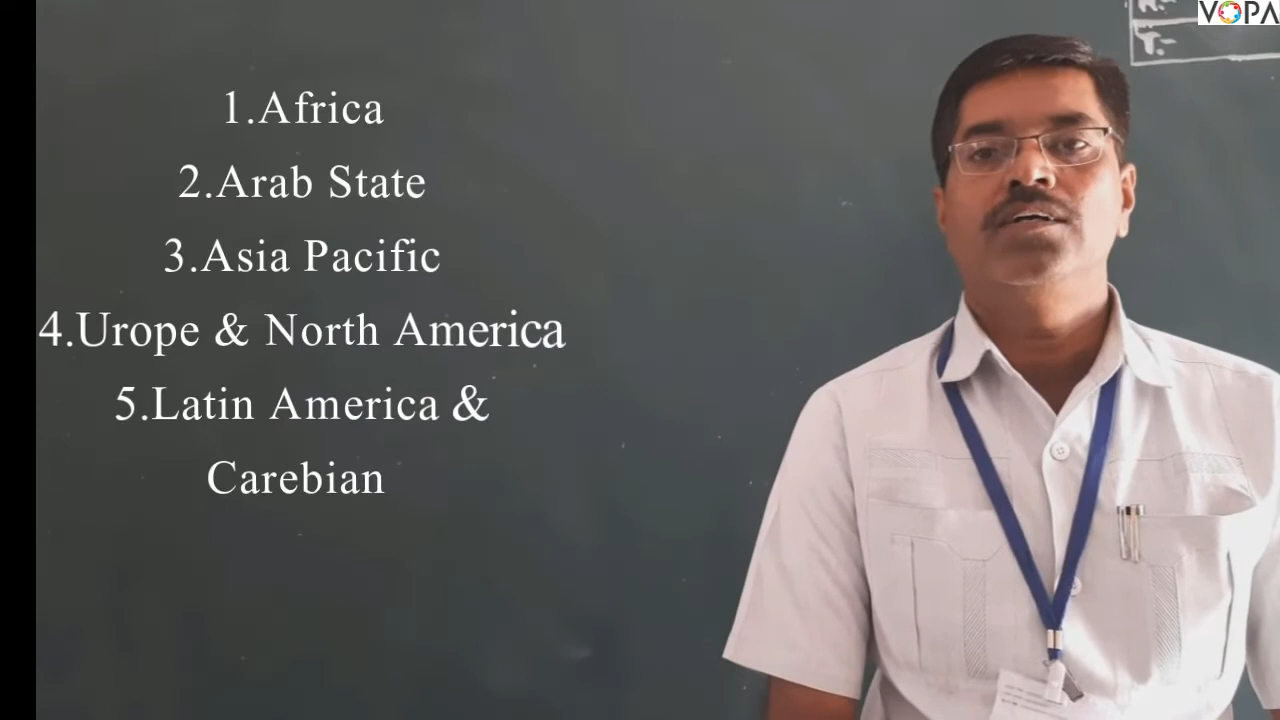 VOPA
T.
1.Africa
2.Arab State
3.Asia Pacific
4.Urope & North America
5.Latin America &
Carebian